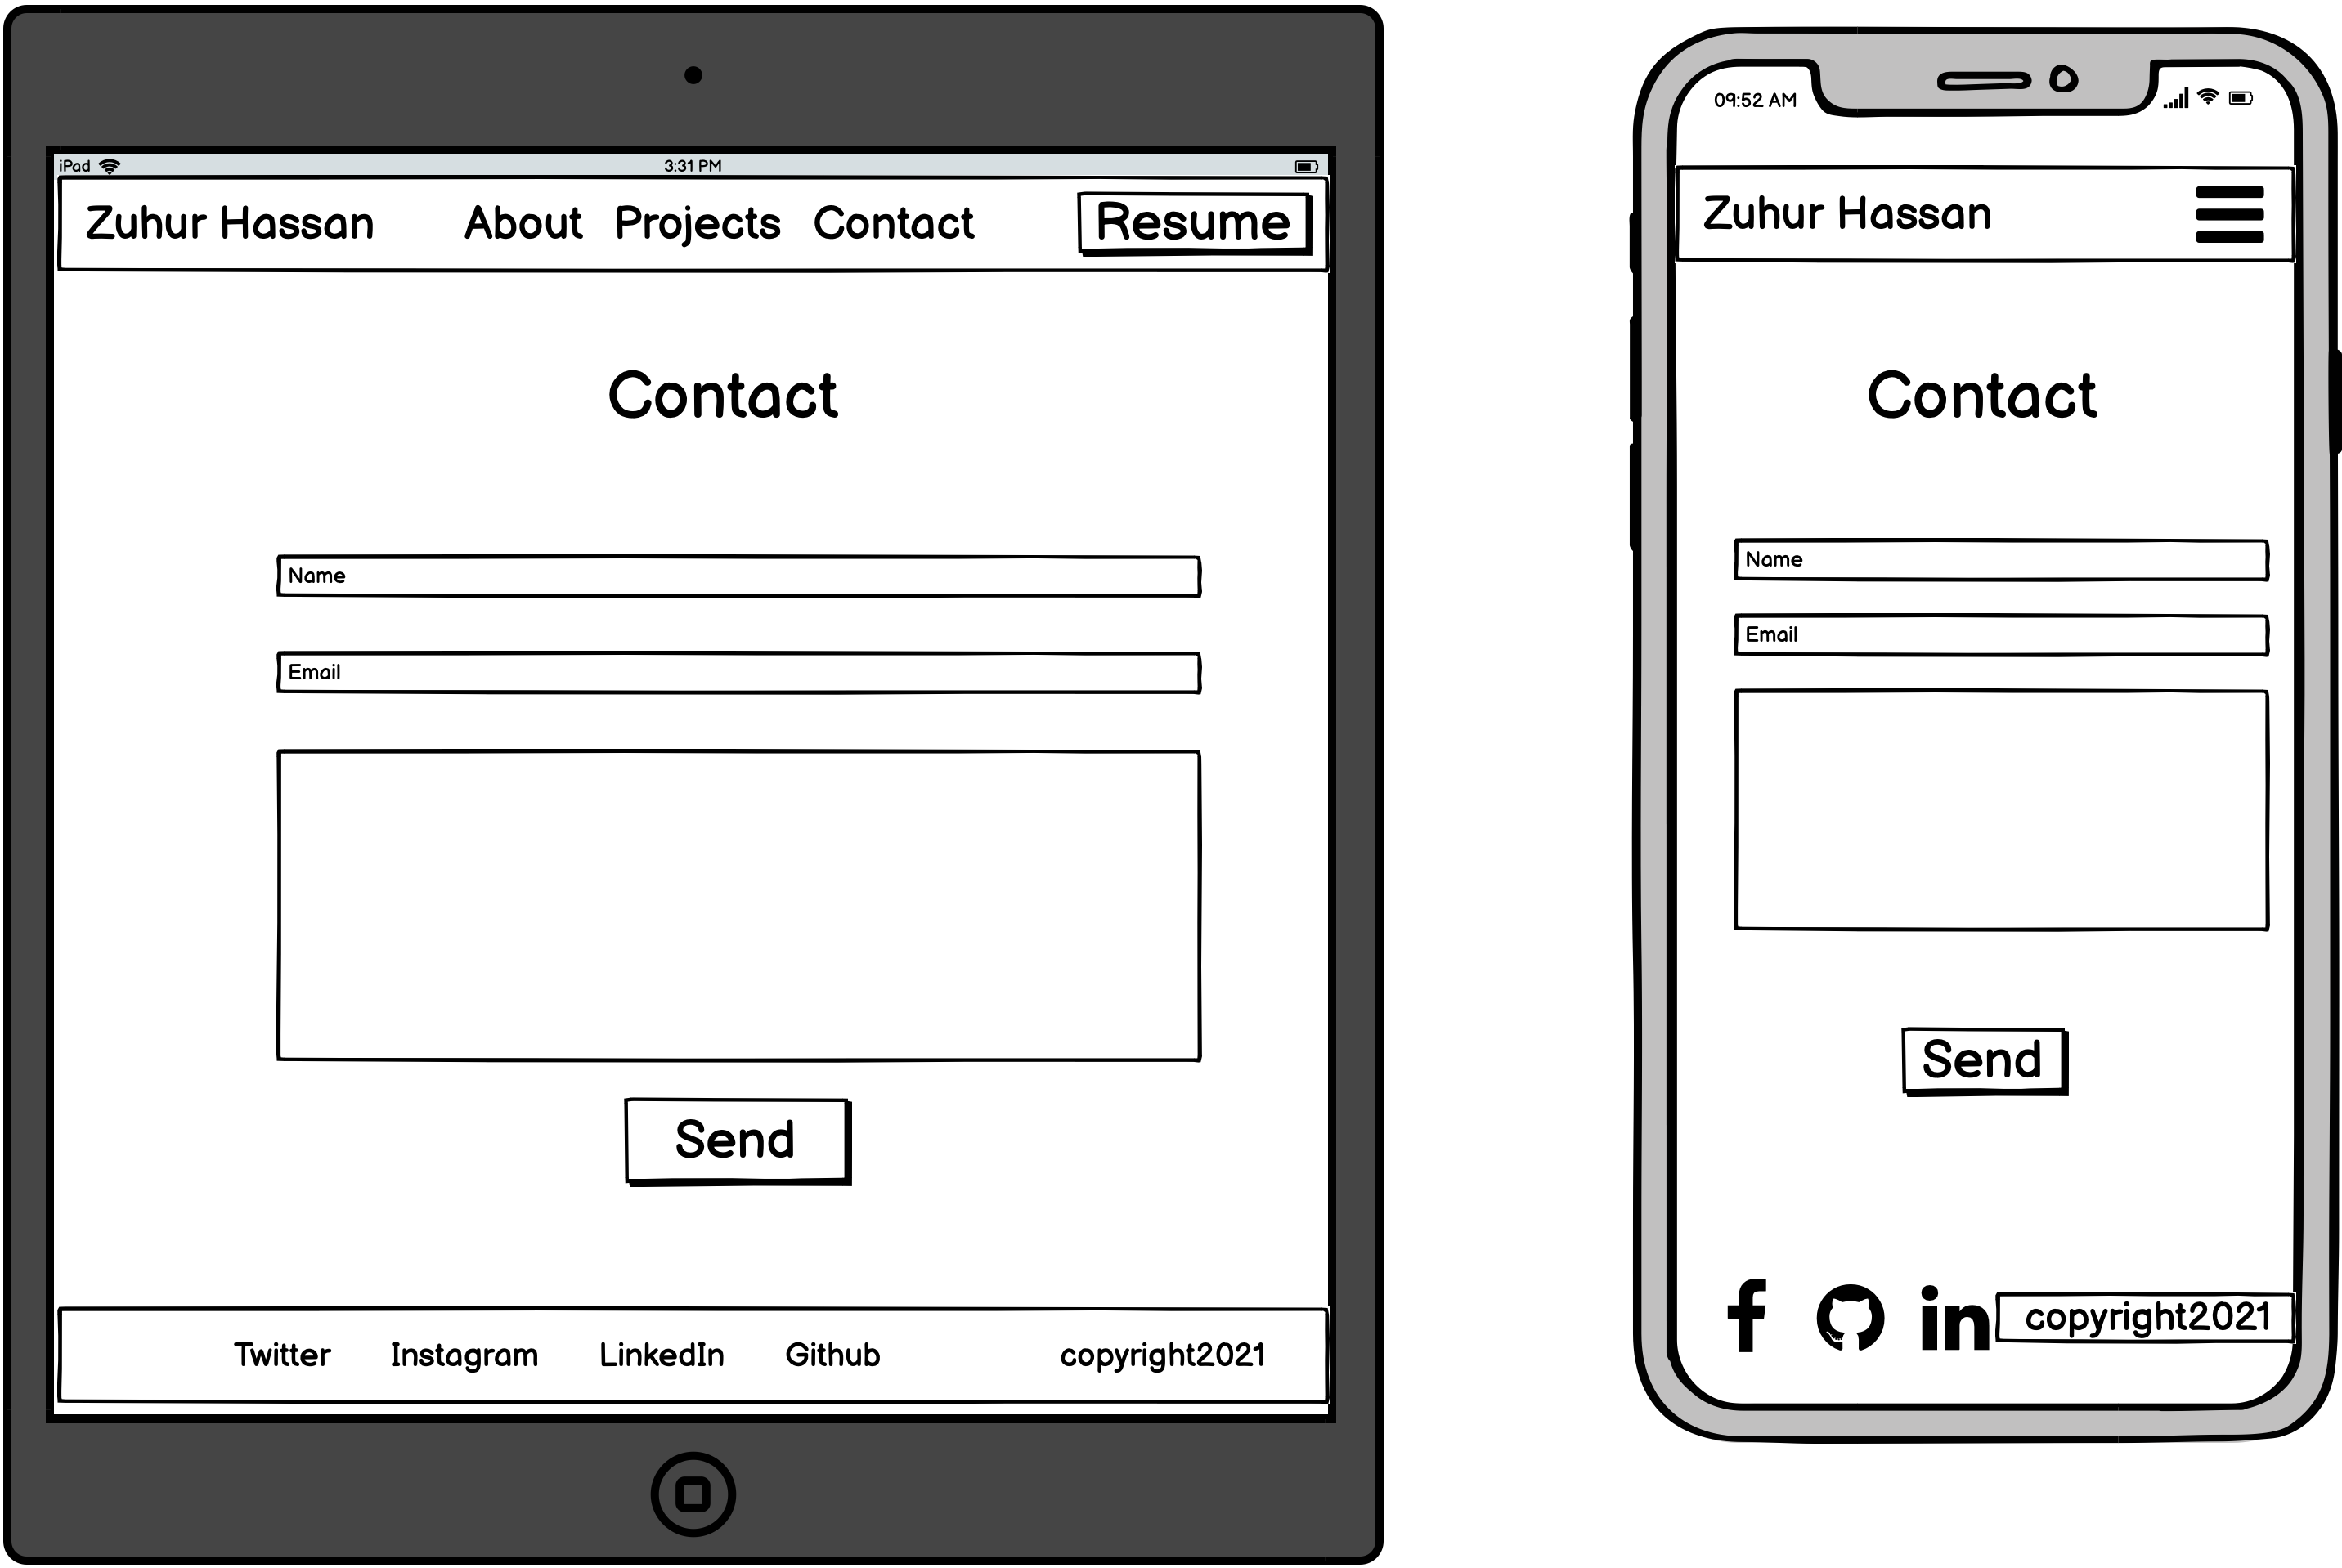 iPad 3:31 PM
Zuhur Hassan About Projects Contact Resume
Contact
Name
Email
Send
Twitter Instagram LinkedIn Github copyright2021
09:52 AM
Zuhur Hassan
Contact
Name
Email
Send
f in copyright2021